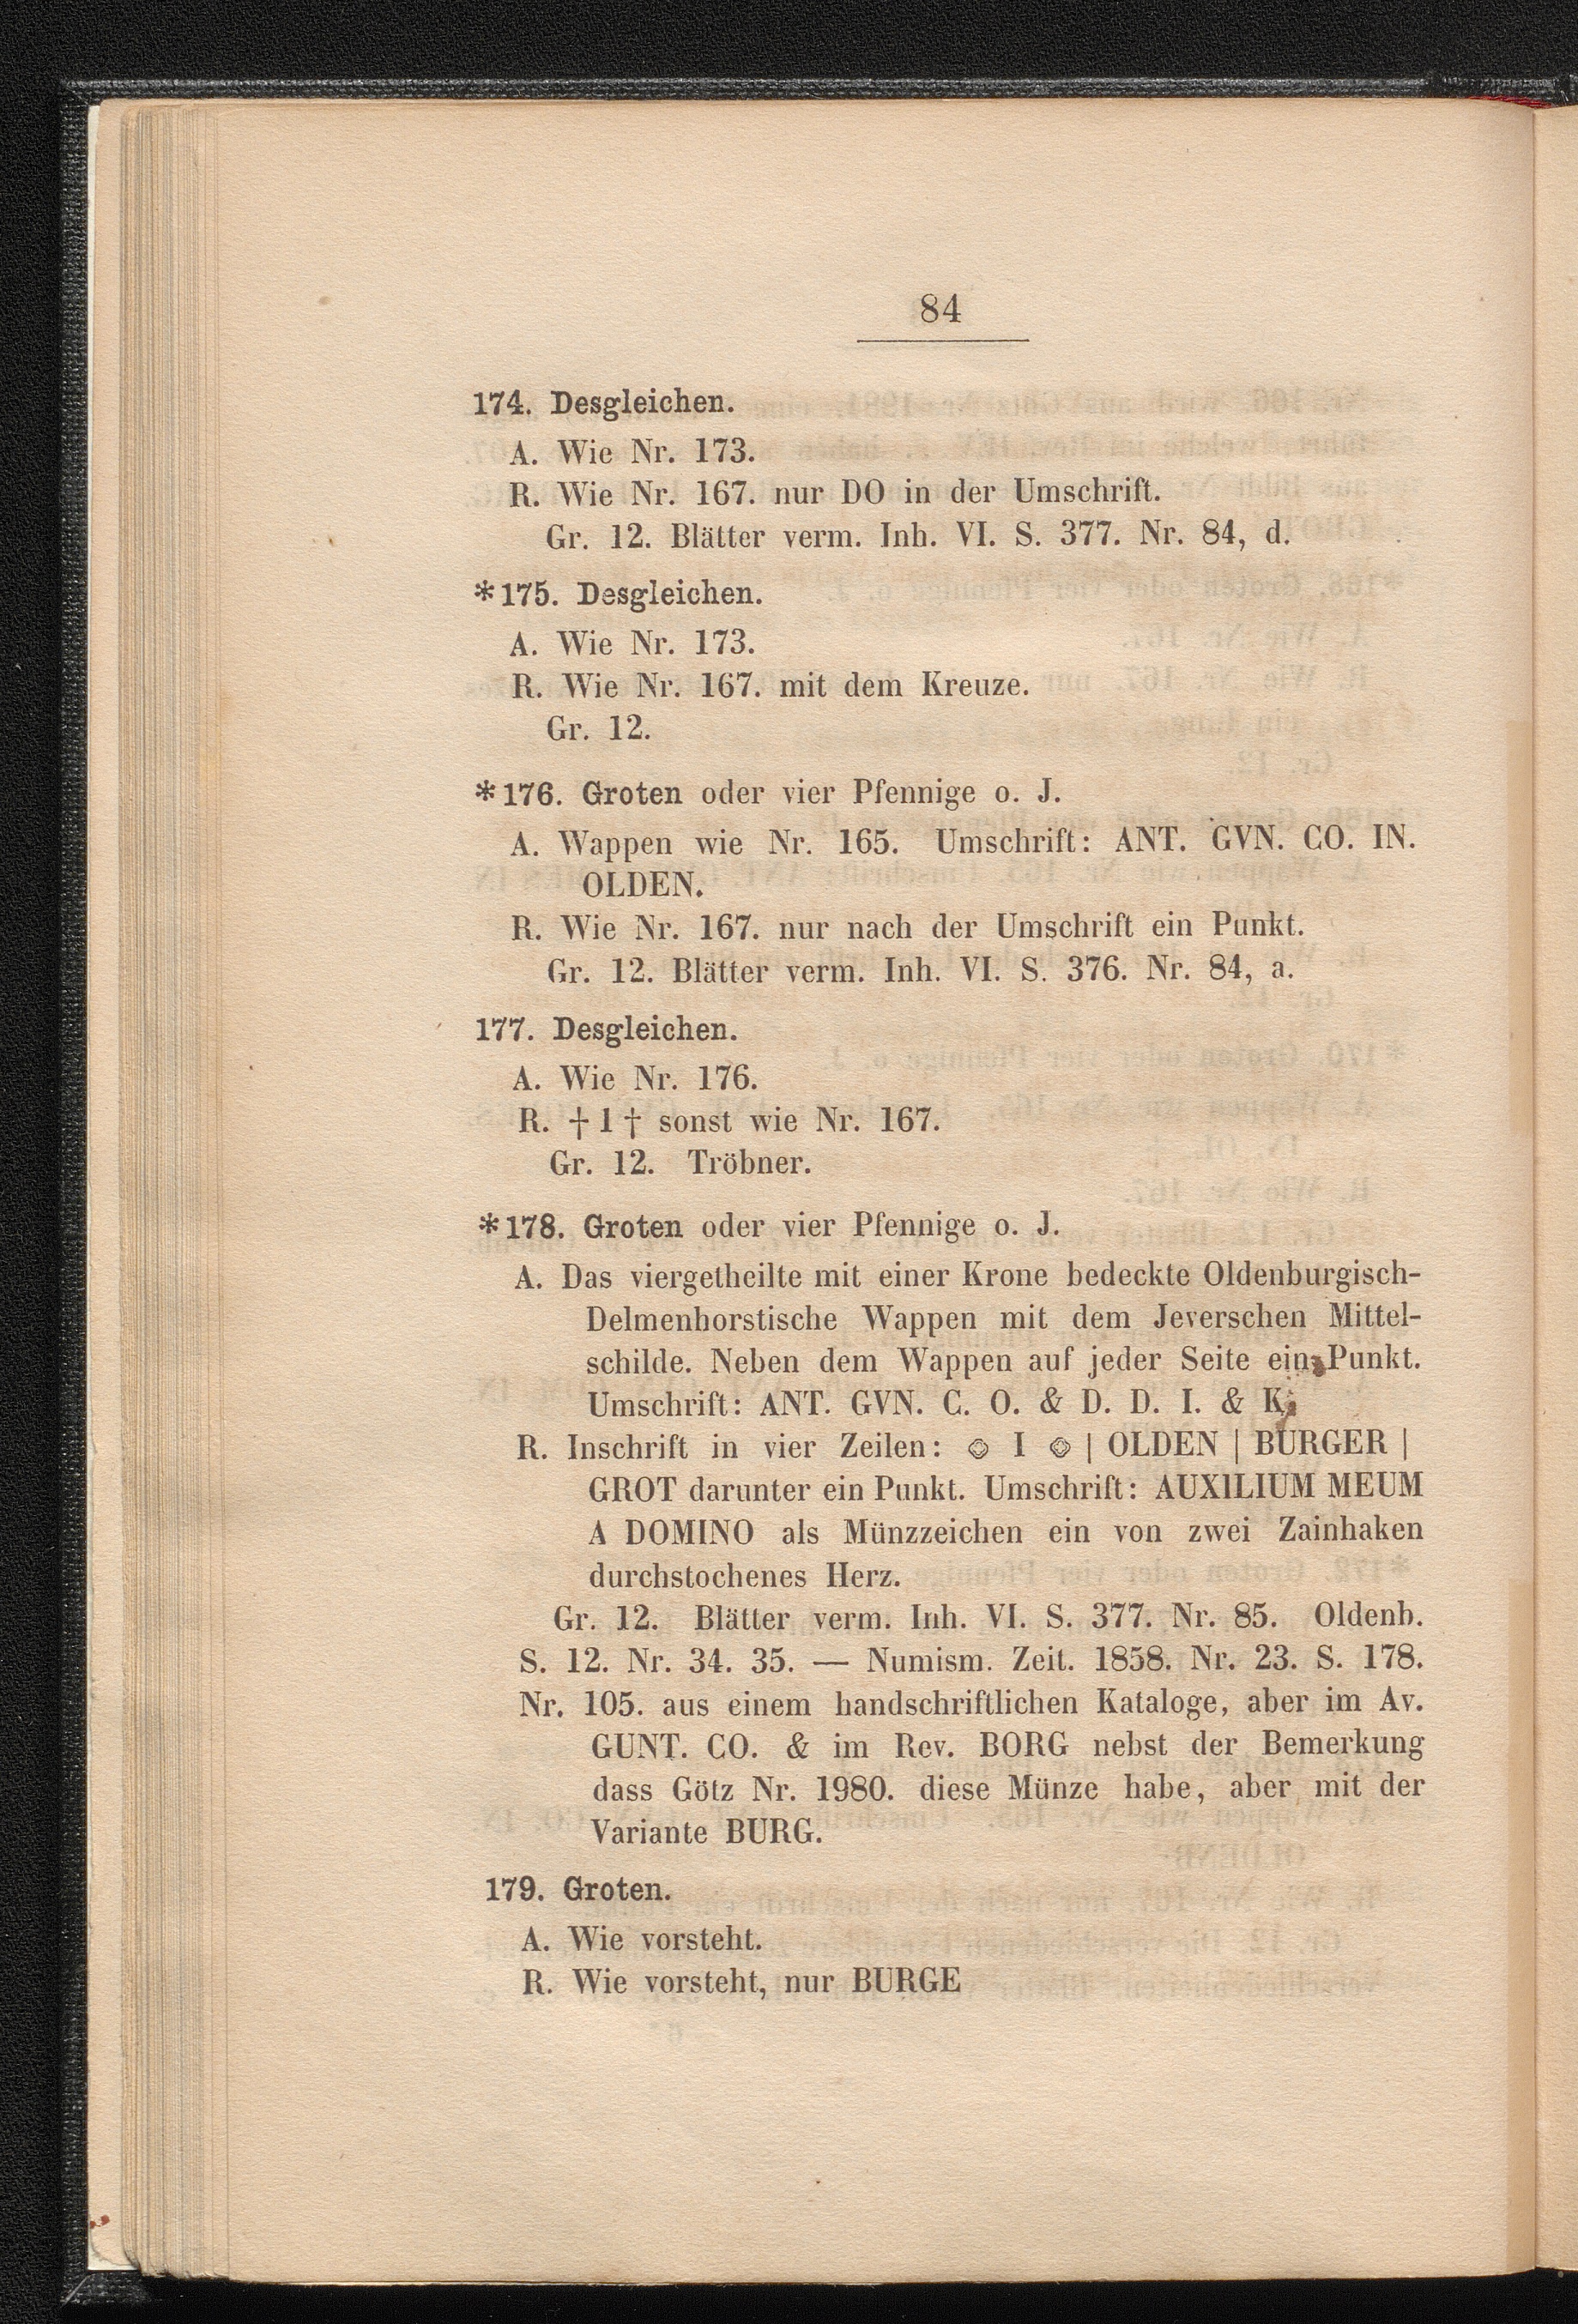 84
174. Desgleichen.
A. Wie Nr. 173.
R. Wie Nr. 167. nur DO in der Umschrift.
Gr. 12. Blätter verm. Inh. VI. S. 377. Nr. 84, d.
*175. Desgleichen.
A. Wie Nr. 173.
R. Wie Nr. 167. mit dem Kreuze.
Gr. 12.
*176. Groten oder vier Pfennige o. J.
A. Wappen wie Nr. 165. Umschrift: ANT. GVN. CO. IN.
OLDEN.
R. Wie Nr. 167. nur nach der Umschrift ein Punkt.
Gr. 12. Blätter verm. Inh. VI. S. 376. Nr. 84, a.
177. Desgleichen.
A. Wie Nr. 176.
R. † 1 † sonst wie Nr. 167.
Gr. 12. Tröbner.
*178. Groten oder vier Pfennige o. J.
A. Das viergetheilte mit einer Krone bedeckte Oldenburgisch-
Delmenhorstische Wappen mit dem Jeverschen Mittel-
schilde. Neben dem Wappen auf jeder Seite ein Punkt.
Umschrift: ANT. GVN. C. O. & D. D. I. & K.
R. Inschrift in vier Zeilen: ⌾ I ⌾ | OLDEN | BURGER |
GROT darunter ein Punkt. Umschrift: AUXILIUM MEUM
A DOMINO als Münzzeichen ein von zwei Zainhaken
durchstochenes Herz.
Gr. 12. Blätter verm. Inh. VI. S. 377. Nr. 85. Oldenb.
S. 12. Nr. 34. 35. — Numism. Zeit. 1858. Nr. 23. S. 178.
Nr. 105. aus einem handschriftlichen Kataloge, aber im Av.
GUNT. CO. & im Rev. BORG nebst der Bemerkung
dass Götz Nr. 1980. diese Münze habe, aber mit der
Variante BURG.
179. Groten.
A. Wie vorsteht.
R. Wie vorsteht, nur BURGE